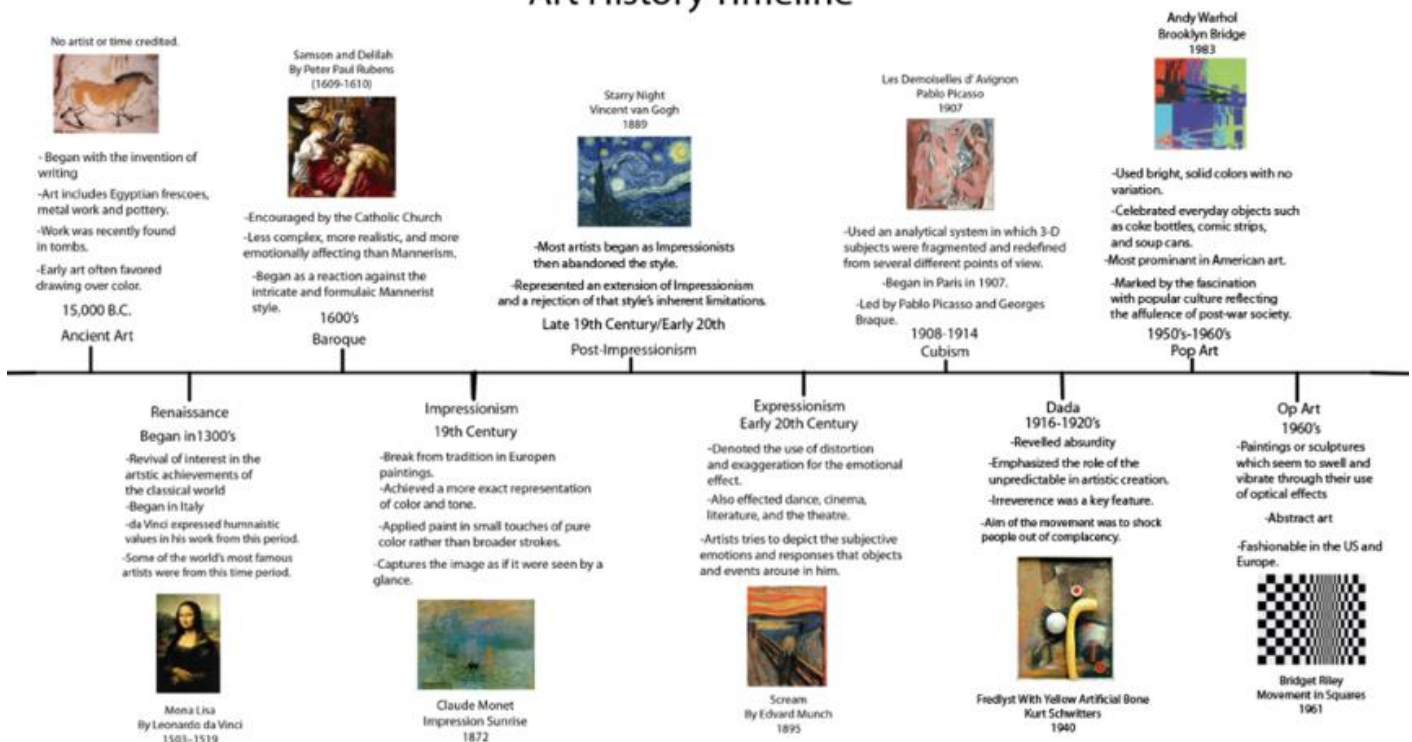 Art History Timeline
No artist or time credited.
- Began with the invention of
writing
-Art includes Egyptian frescoes,
metal work and pottery.
-Work was recently found
in tombs.
-Early art often favored
drawing over color.
15,000 B.C.
Ancient Art
Samson and Delilah
By Peter Paul Rubens
(1609-1610)
-Encouraged by the Catholic Church
-Less complex, more realistic, and more
emotionally affecting than Mannerism.
-Began as a reaction against the
intricate and formulaic Mannerist
style.
1600's
Baroque
Starry Night
Vincent van Gogh
1889
-Most artists began as Impressionists
then abandoned the style.
-Represented an extension of Impressionism
and a rejection of that style's inherent limitations.
Late 19th Century/Early 20th
Post-Impressionism
Les Demoiselles d' Avignon
Pablo Picasso
1907
-Used an analytical system in which 3-D
subjects were fragmented and redefined
from several different points of view.
-Began in Paris in 1907.
-Led by Pablo Picasso and Georges
Braque.
1908-1914
Cubism
Andy Warhol
Brooklyn Bridge
1983
-Used bright, solid colors with no
variation.
-Celebrated everyday objects such
as coke bottles, comic strips,
and soup cans.
-Most prominent in American art.
-Marked by the fascination
with popular culture reflecting
the affulence of post-war society.
1950's-1960's
Pop Art
Renaissance
Began in1300's
-Revival of interest in the
artstic achievements of
the classical world
-Began in Italy
-da Vinci expressed humnaistic
values in his work from this period.
-Some of the world's most famous
artists were from this time period.
Mona Lisa
By Leonardo da Vinci
1503-1519
Impressionism
19th Century
-Break from tradition in Europen
paintings.
-Achieved a more exact representation
of color and tone.
-Applied paint in small touches of pure
color rather than broader strokes.
-Captures the image as if it were seen by a
glance.
Claude Monet
Impression Sunrise
1872
Expressionism
Early 20th Century
-Denoted the use of distortion
and exaggeration for the emotional
effect.
-Also effected dance, cinema,
literature, and the theatre.
-Artists tries to depict the subjective
emotions and responses that objects
and events arouse in him.
Scream
By Edvard Munch
1895
Dada
1916-1920's
-Revelled absurdity
-Emphasized the role of the
unpredictable in artistic creation.
-Irreverence was a key feature.
-Aim of the movement was to shock
people out of complacency.
Fredlyst With Yellow Artificial Bone
Kurt Schwitters
1940
Op Art
1960's
-Paintings or sculptures
which seem to swell and
vibrate through their use
of optical effects
-Abstract art
-Fashionable in the US and
Europe.
Bridget Riley
Movement in Squares
1961